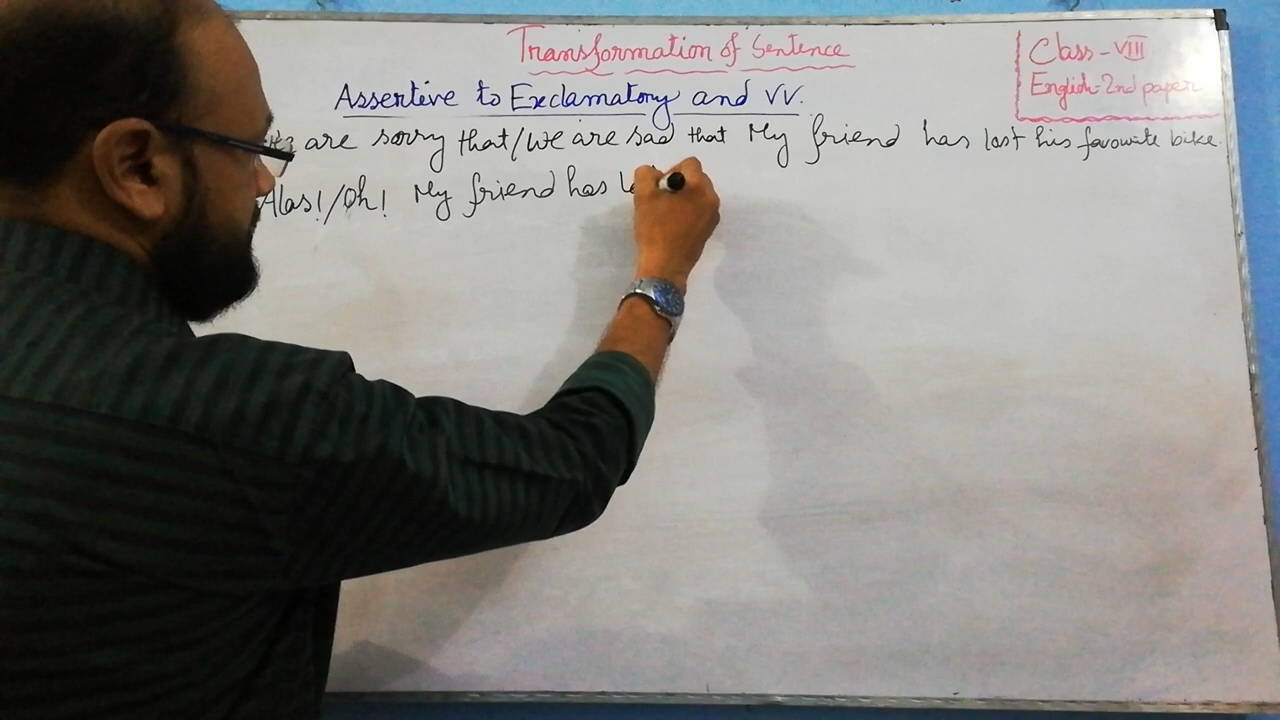 Transformation of Sentence
Class - VIII
English-2nd paper
Assertive to Exclamatory and VV.
are sorry that/We are sad that My friend has lost his favourite bike.
Alas!/Oh! My friend has